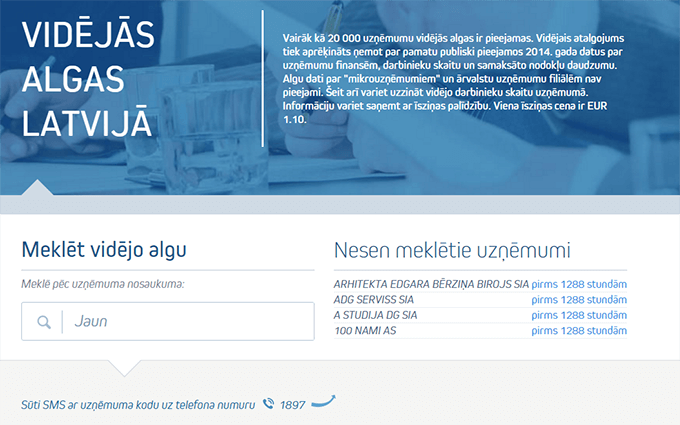 VIDĒJĀS
ALGAS
LATVIJĀ
Vairāk kā 20 000 uzņēmumu vidējās algas ir pieejamas. Vidējais atalgojums
tiek aprēķināts ņemot par pamatu publiski pieejamos 2014. gada datus par
uzņēmumu finansēm, darbinieku skaitu un samaksāto nodokļu daudzumu.
Algu dati par "mikrouzņēmumiem" un ārvalstu uzņēmumu filiālēm nav
pieejami. Šeit arī variet uzzināt vidējo darbinieku skaitu uzņēmumā.
Informāciju variet saņemt ar īsziņas palīdzību. Viena īsziņas cena ir EUR
1.10.
Meklēt vidējo algu
Meklē pēc uzņēmuma nosaukuma:
Jaun
Nesen meklētie uzņēmumi
ARHITEKTA EDGARA BĒRZIŅA BIROJS SIA pirms 1288 stundām
ADG SERVISS SIA pirms 1288 stundām
A STUDIJA DG SIA pirms 1288 stundām
100 NAMI AS pirms 1288 stundām
Sūti SMS ar uzņēmuma kodu uz telefona numuru 1897